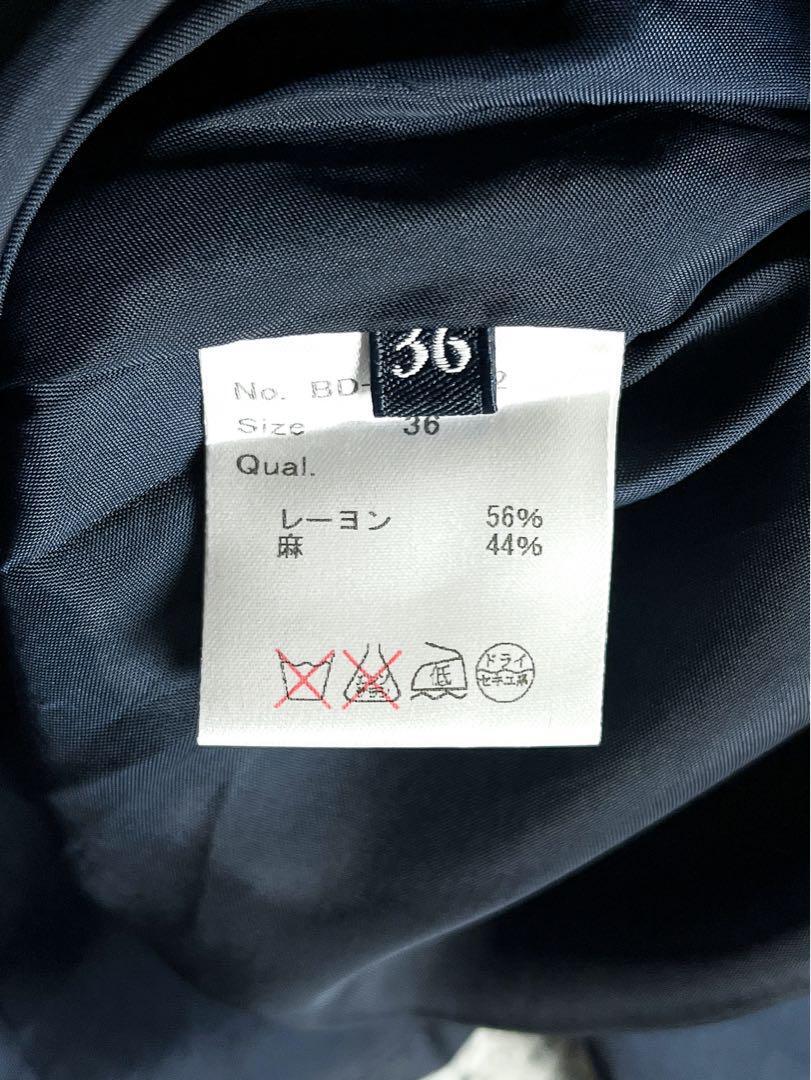 36
No. BD- 2
Size 36
Qual.
レーヨン 56%
麻 44%
低
ドライ
セキユ系